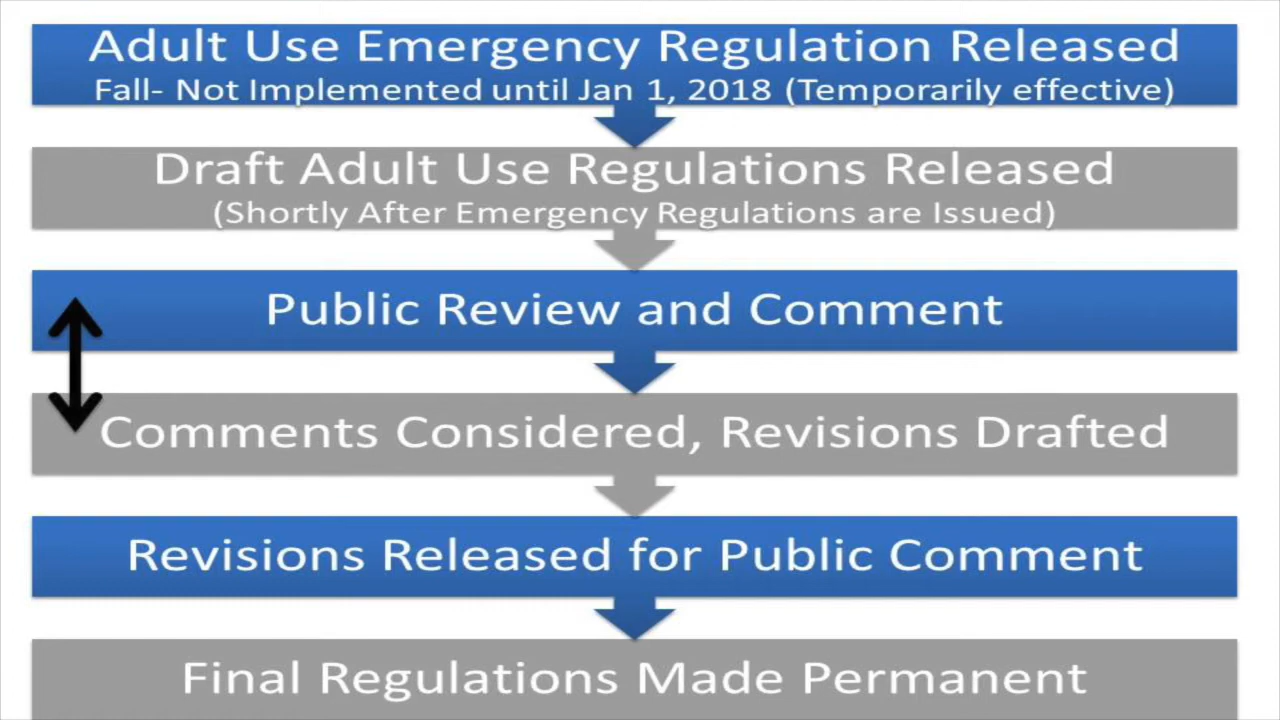 Adult Use Emergency Regulation Released
Fall- Not Implemented until Jan 1, 2018 (Temporarily effective)
Draft Adult Use Regulations Released
(Shortly After Emergency Regulations are Issued)
Public Review and Comment
Comments Considered, Revisions Drafted
Revisions Released for Public Comment
Final Regulations Made Permanent